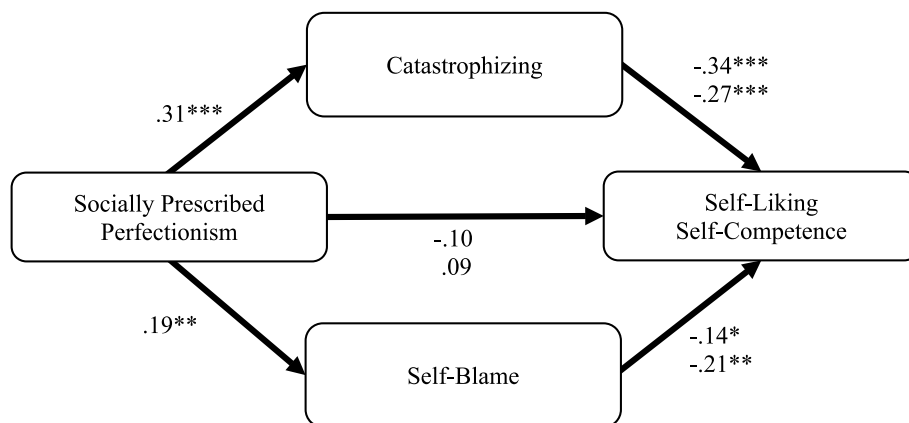 Catastrophizing
-.34***
-.27***
.31***
Socially Prescribed
Perfectionism
Self-Liking
Self-Competence
-.10
.09
.19**
Self-Blame
-.14*
-.21**